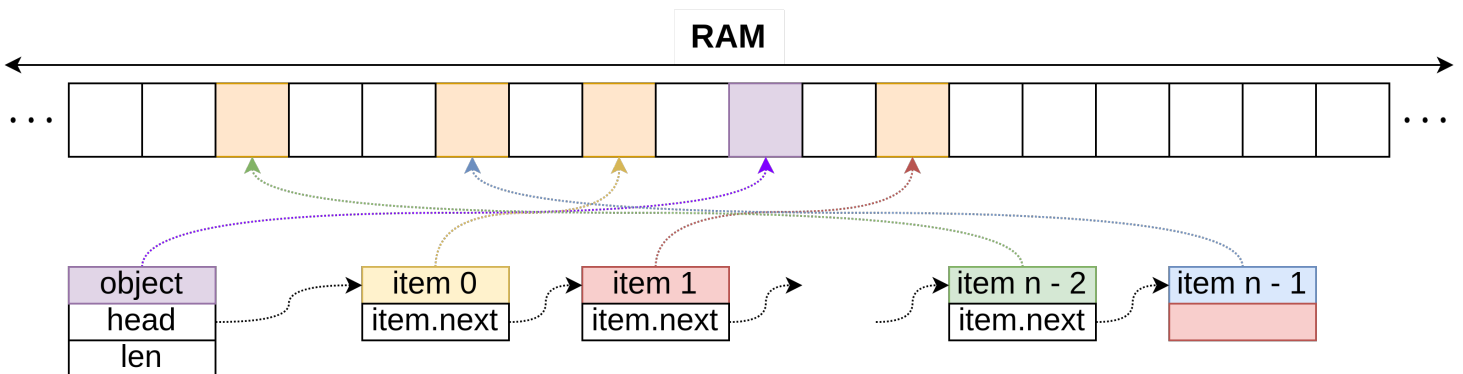 RAM
. . .
. . .
object
item 0
item 1
item n - 2
item n - 1
head
item.next
item.next
item.next
len